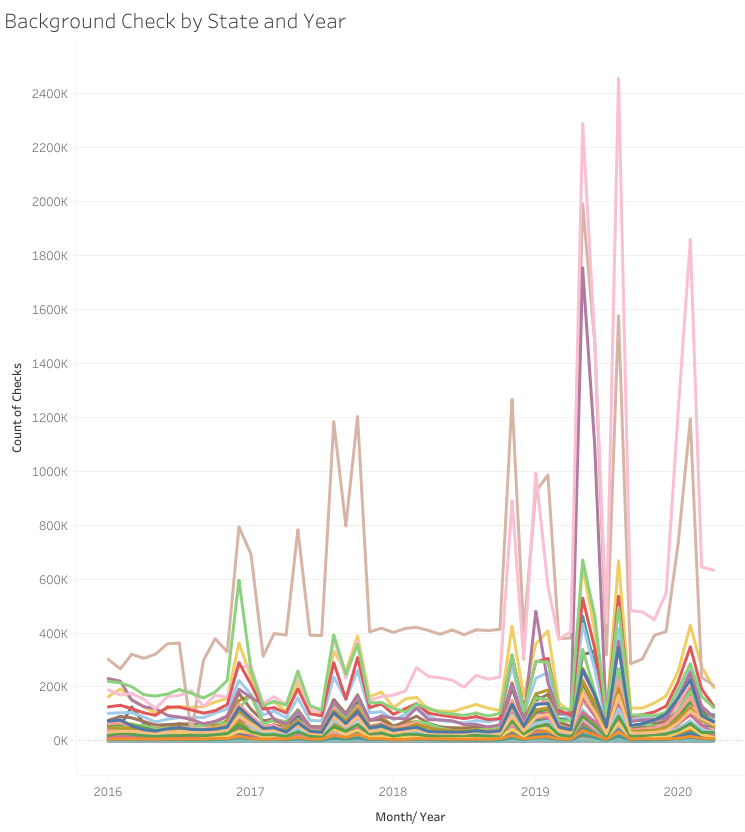 Background Check by State and Year
2400K
2200K
2000K
1800K
1600K
1400K
1200K
1000K
800K
600K
400K
200K
0K
Count of Checks
2016 2017 2018 2019 2020
Month/ Year